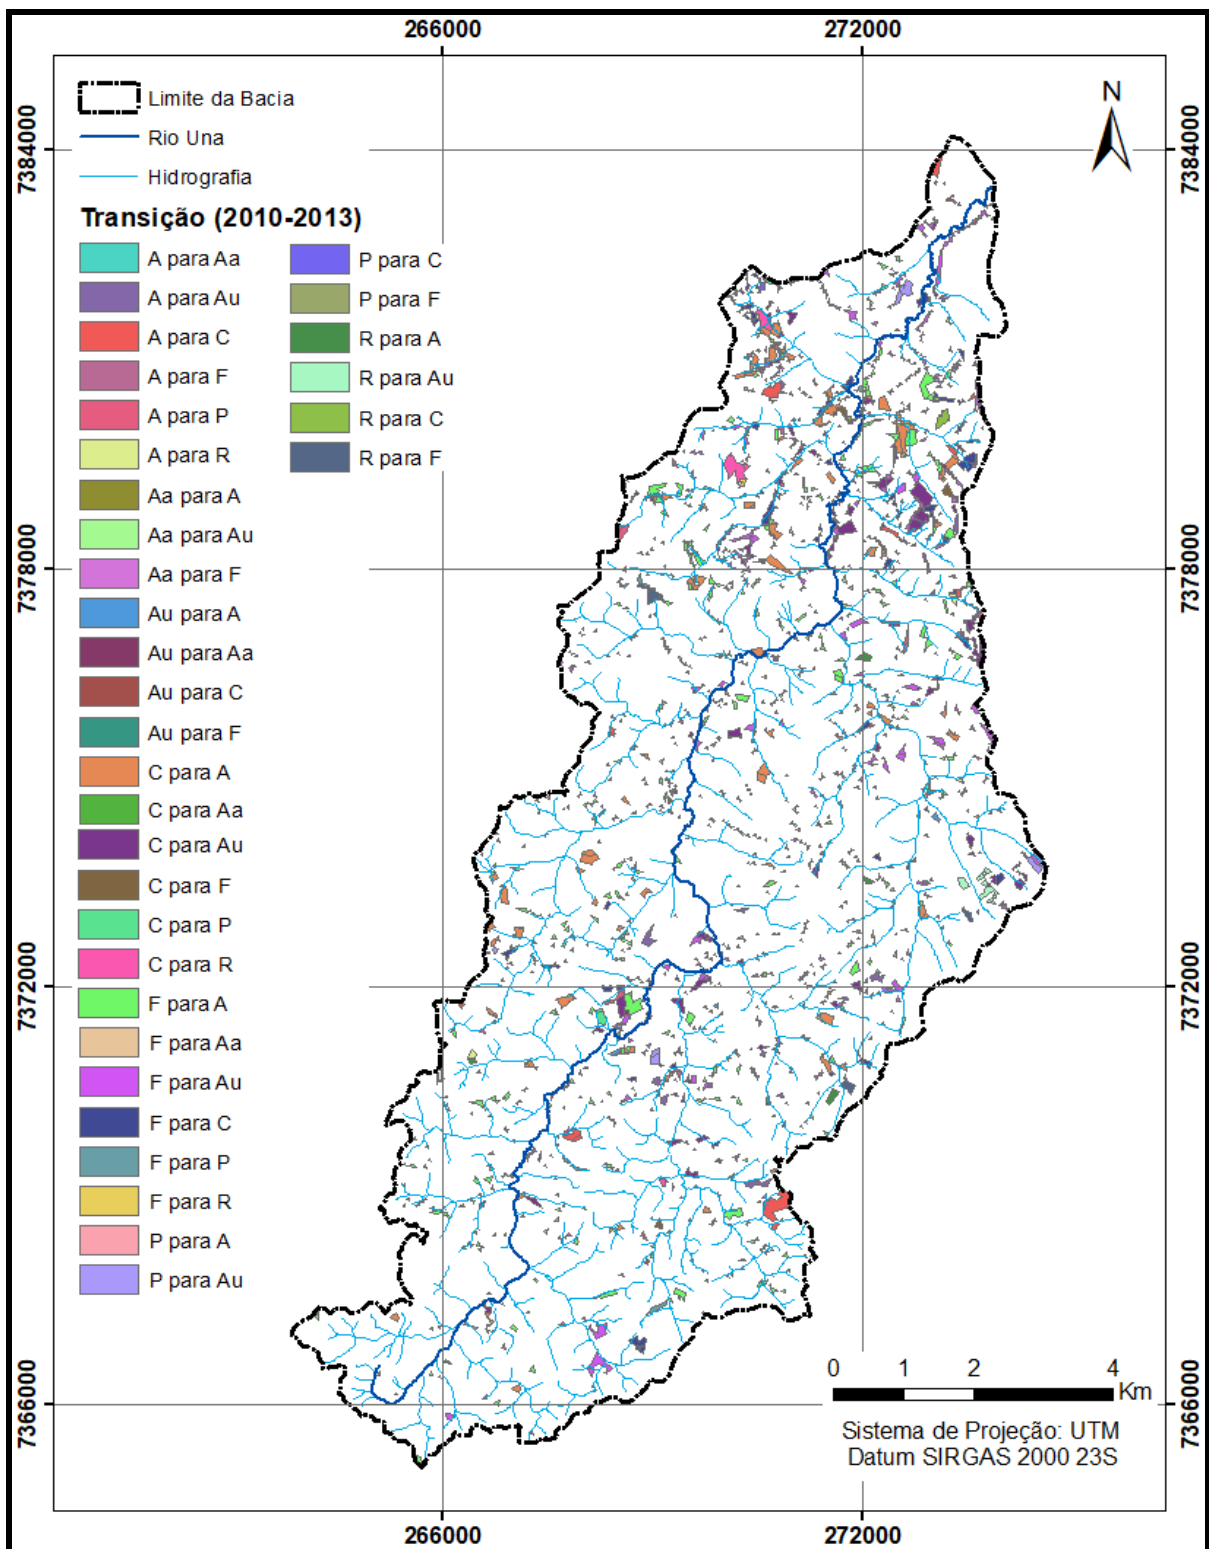 266000
272000
7384000
7384000
N
Limite da Bacia
Rio Una
Hidrografia
Transição (2010-2013)
A para Aa
A para Au
A para C
A para F
A para P
A para R
Aa para A
Aa para Au
Aa para F
Au para A
Au para Aa
Au para C
Au para F
C para A
C para Aa
C para Au
C para F
C para P
C para R
F para A
F para Aa
F para Au
F para C
F para P
F para R
P para A
P para Au
P para C
P para F
R para A
R para Au
R para C
R para F
7378000
7378000
7372000
7372000
7366000
7366000
0 1 2 4
Km
Sistema de Projeção: UTM
Datum SIRGAS 2000 23S
266000
272000